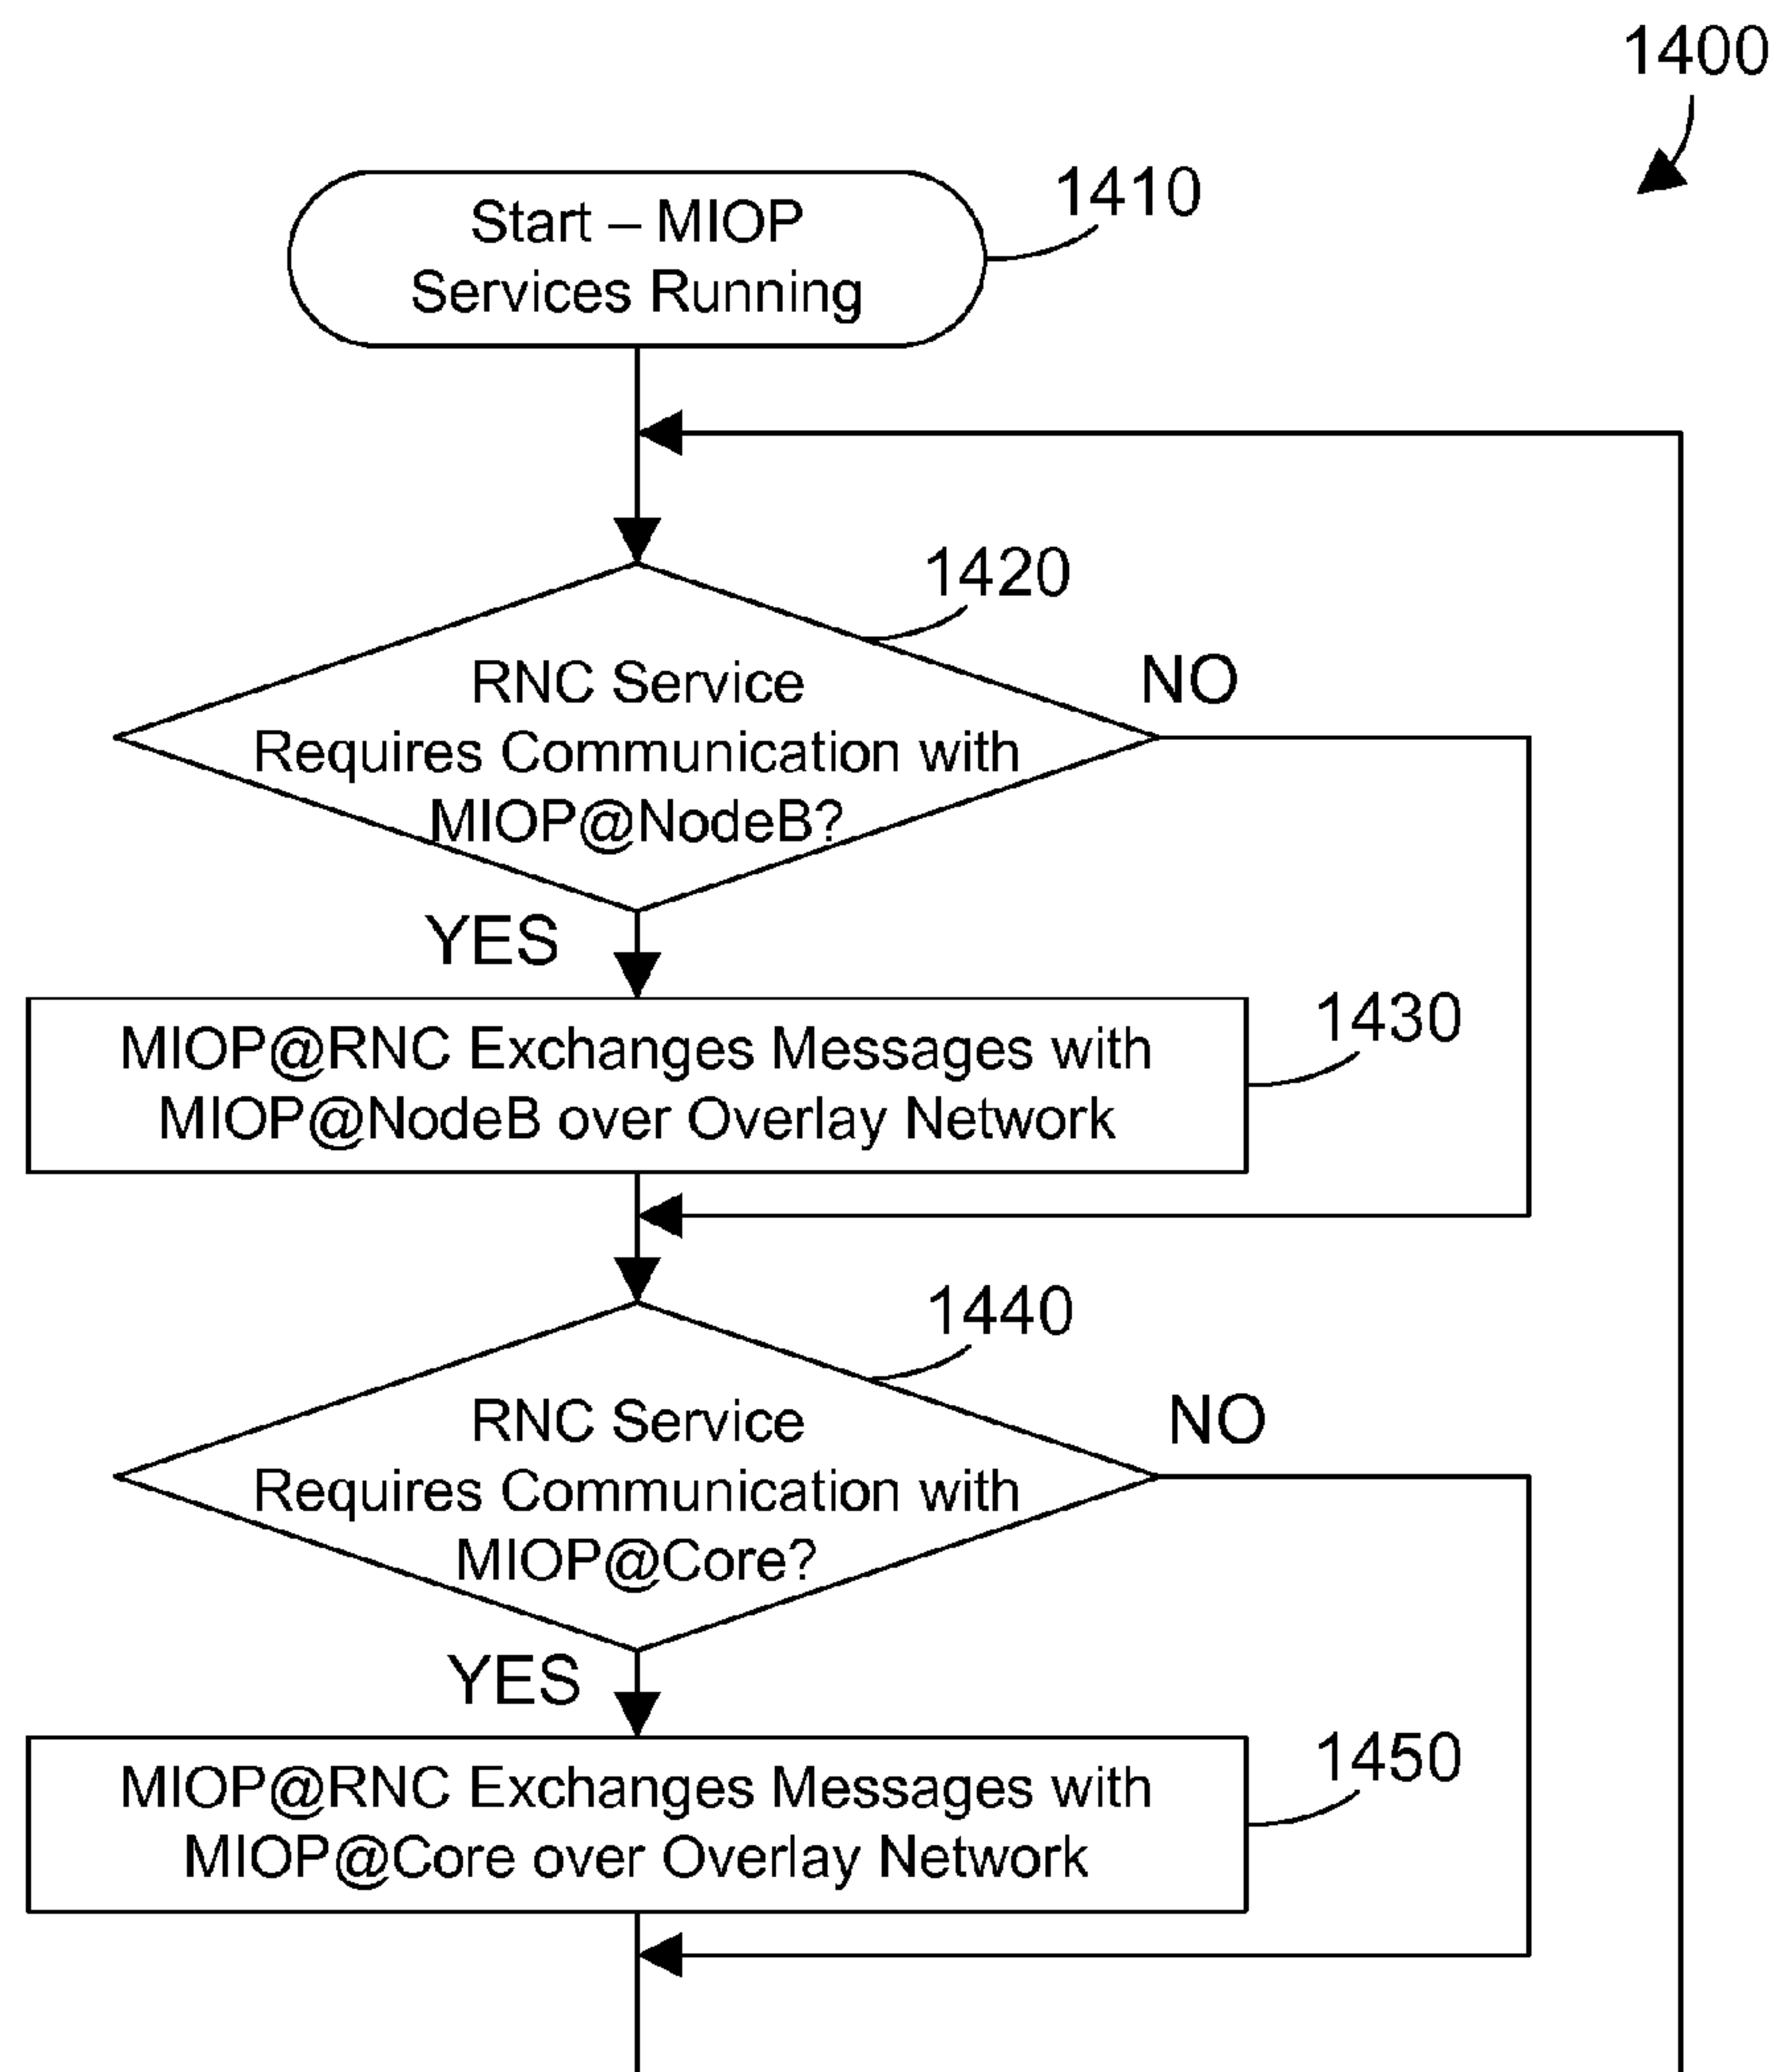 1400
Start – MIOP
Services Running
1410
1420
RNC Service
Requires Communication with
MIOP@NodeB?
NO
YES
MIOP@RNC Exchanges Messages with
MIOP@NodeB over Overlay Network
1430
1440
RNC Service
Requires Communication with
MIOP@Core?
NO
YES
MIOP@RNC Exchanges Messages with
MIOP@Core over Overlay Network
1450